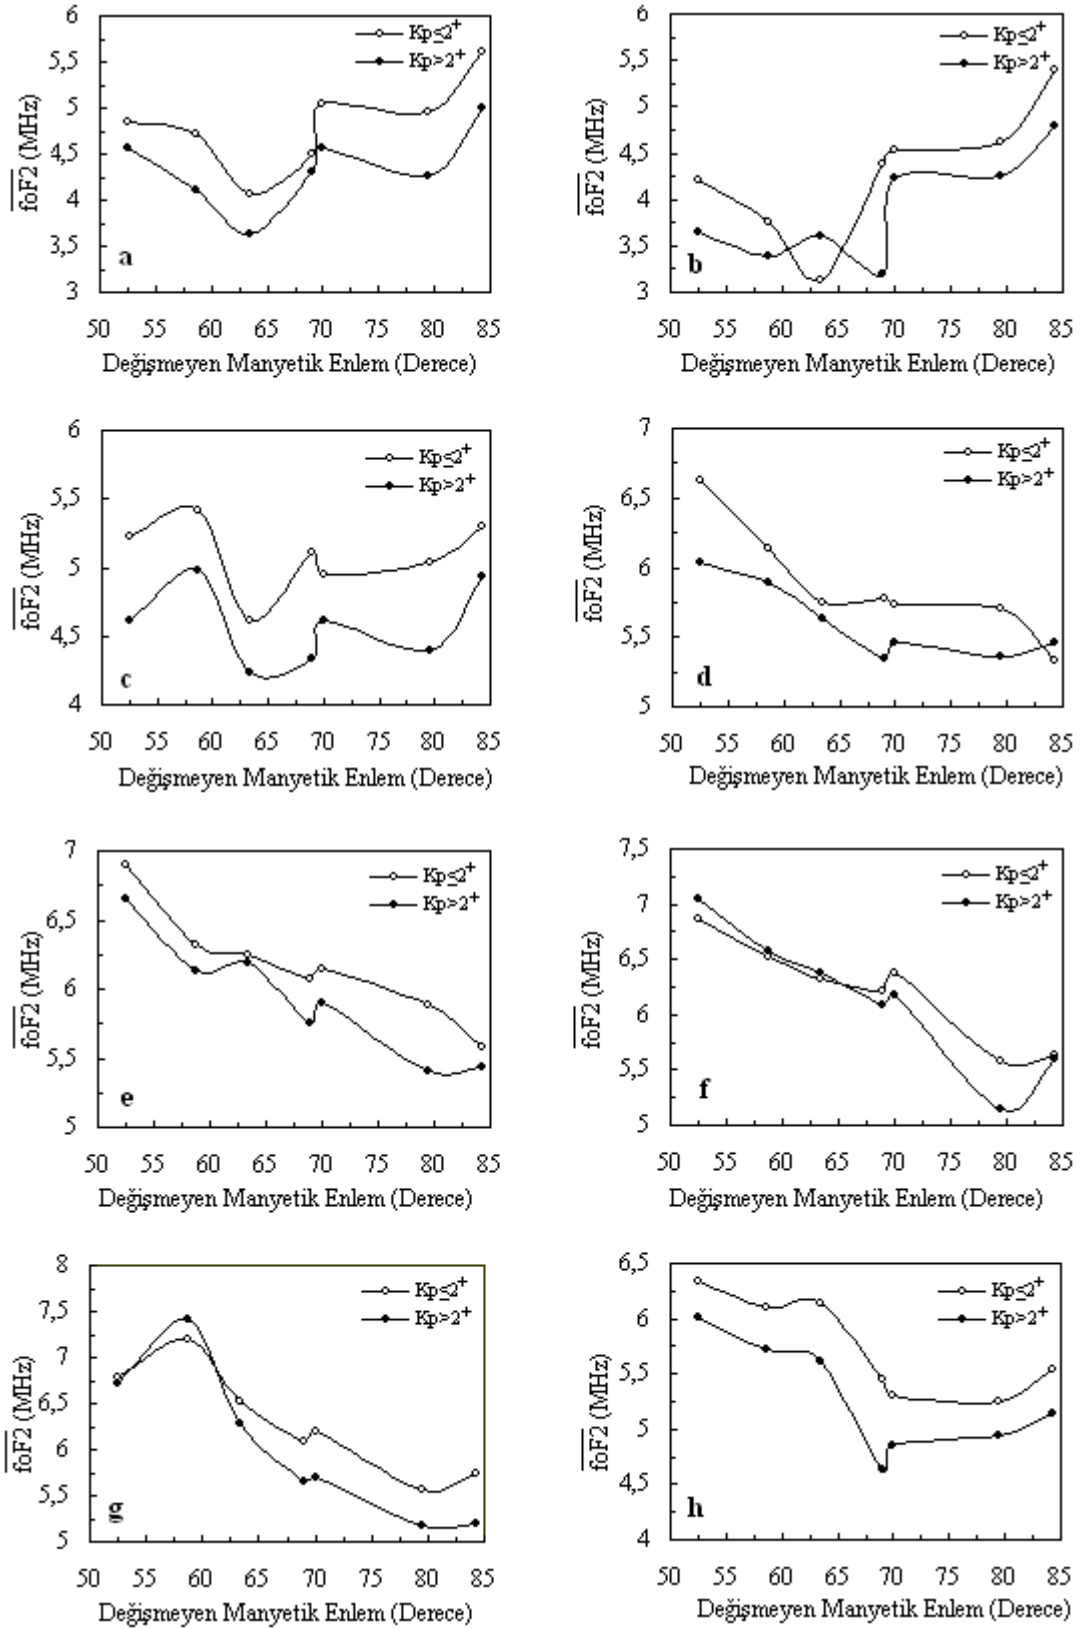 6
5,5
5
4,5
4
3,5
3
foF2 (MHz)
Kp≤2+
Kp>2+
a
50 55 60 65 70 75 80 85
Değişmeyen Manyetik Enlem (Derece)
6
5,5
5
4,5
4
3,5
3
foF2 (MHz)
Kp≤2+
Kp>2+
b
50 55 60 65 70 75 80 85
Değişmeyen Manyetik Enlem (Derece)
6
5,5
5
4,5
4
foF2 (MHz)
Kp≤2+
Kp>2+
c
50 55 60 65 70 75 80 85
Değişmeyen Manyetik Enlem (Derece)
7
6,5
6
5,5
5
foF2 (MHz)
Kp≤2+
Kp>2+
d
50 55 60 65 70 75 80 85
Değişmeyen Manyetik Enlem (Derece)
7
6,5
6
5,5
5
foF2 (MHz)
Kp≤2+
Kp>2+
e
50 55 60 65 70 75 80 85
Değişmeyen Manyetik Enlem (Derece)
7,5
7
6,5
6
5,5
5
foF2 (MHz)
Kp≤2+
Kp>2+
f
50 55 60 65 70 75 80 85
Değişmeyen Manyetik Enlem (Derece)
8
7,5
7
6,5
6
5,5
5
foF2 (MHz)
Kp≤2+
Kp>2+
g
50 55 60 65 70 75 80 85
Değişmeyen Manyetik Enlem (Derece)
6,5
6
5,5
5
4,5
4
foF2 (MHz)
Kp≤2+
Kp>2+
h
50 55 60 65 70 75 80 85
Değişmeyen Manyetik Enlem (Derece)